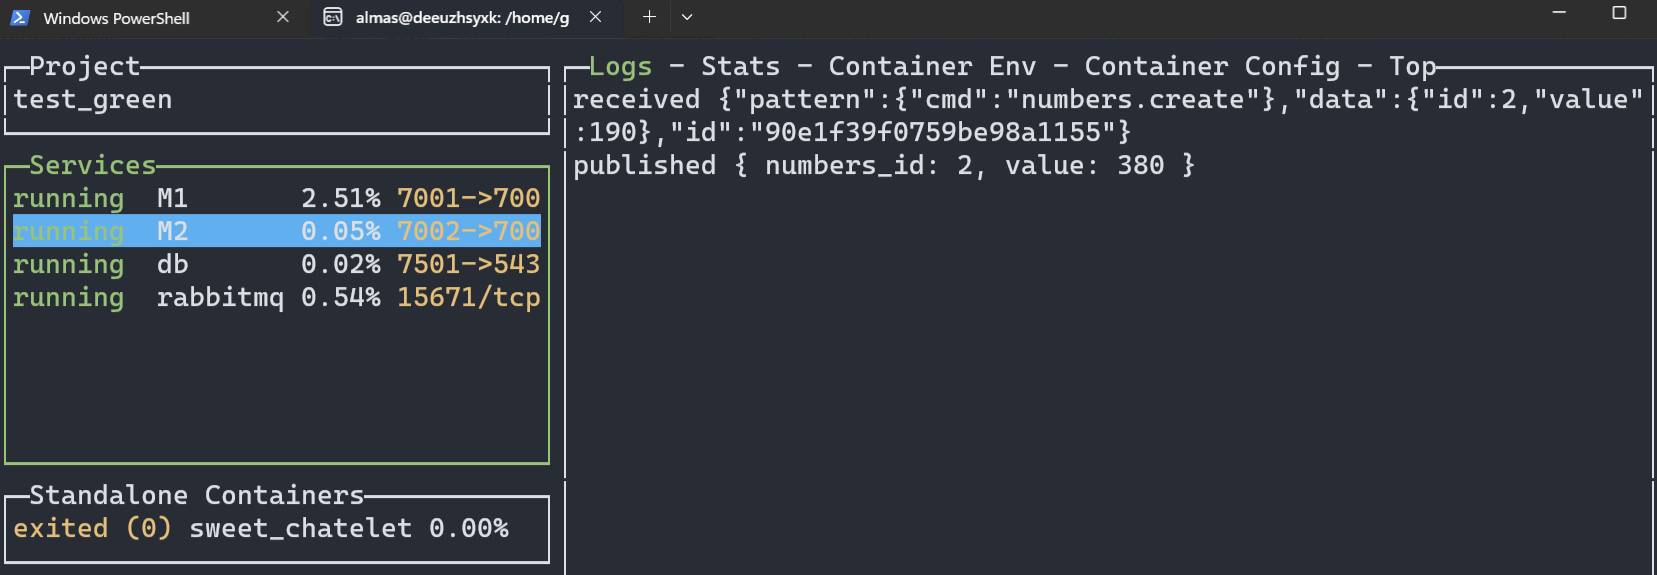 Windows PowerShell
almas@deeuzhsyxk: /home/g
Project
test_green
Services
running M1 2.51% 7001->700
running M2 0.05% 7002->700
running db 0.02% 7501->543
running rabbitmq 0.54% 15671/tcp
Standalone Containers
exited (0) sweet_chatelet 0.00%
Logs - Stats - Container Env - Container Config - Top
received {"pattern":{"cmd":"numbers.create"},"data":{"id":2,"value"
:190},"id":"90e1f39f0759be98a1155"}
published { numbers_id: 2, value: 380 }